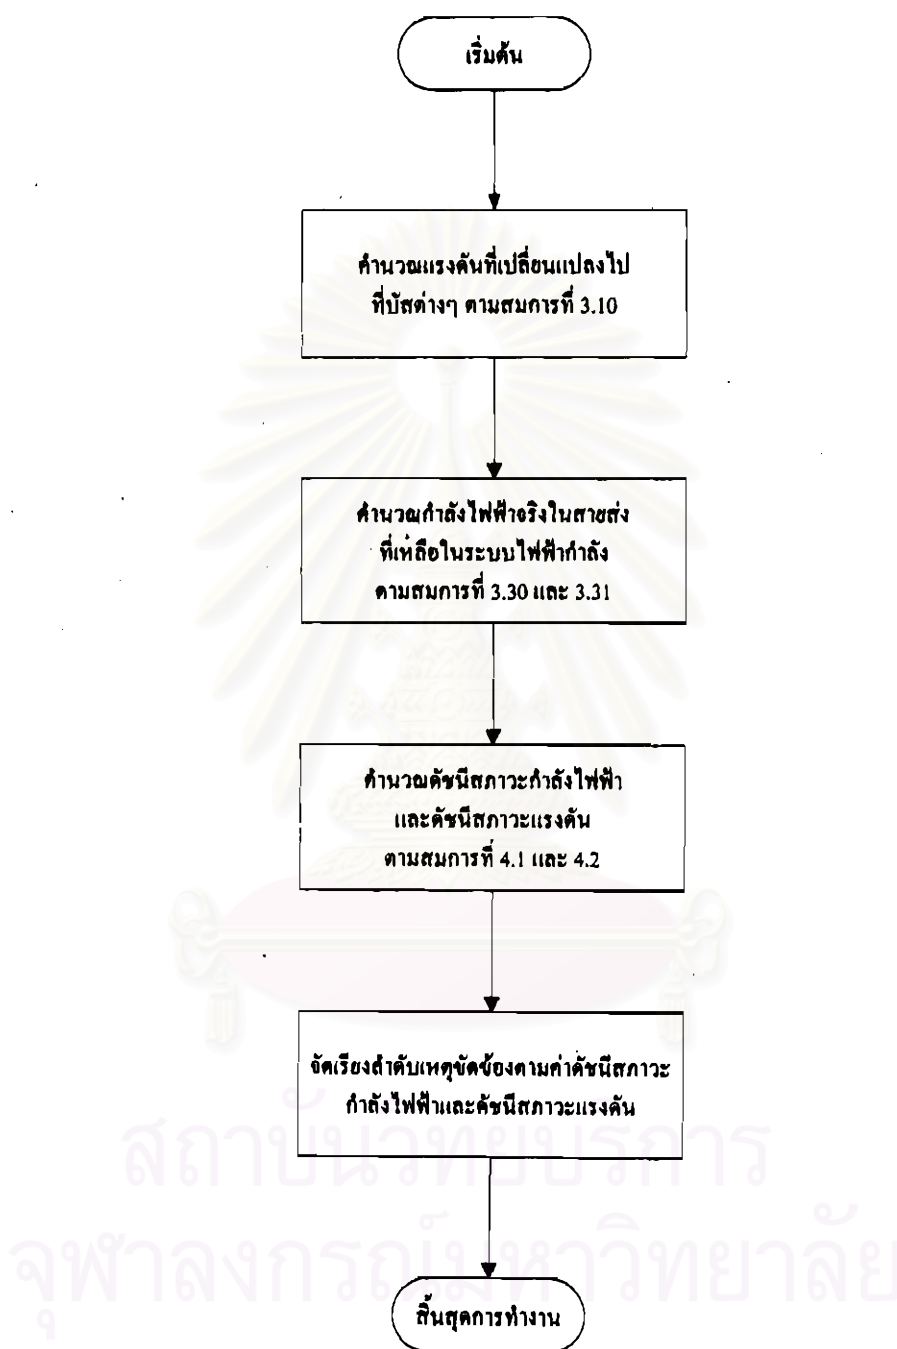 เริ่มต้น
คำนวณแรงดันที่เปลี่ยนแปลงไป
ที่บัสต่างๆ ตามสมการที่ 3.10
คำนวณกำลังไฟฟ้าจริงในสายส่ง
ที่เหลือในระบบไฟฟ้ากำลัง
ตามสมการที่ 3.30 และ 3.31
คำนวณดัชนีสภาวะกำลังไฟฟ้า
และดัชนีสภาวะแรงดัน
ตามสมการที่ 4.1 และ 4.2
จัดเรียงลำดับเหตุขัดข้องตามค่าดัชนีสภาวะ
กำลังไฟฟ้าและดัชนีสภาวะแรงดัน
สถาบันวิทยบริการ
จุฬาลงกรณ์มหาวิทยาลัย
สิ้นสุดการทำงาน